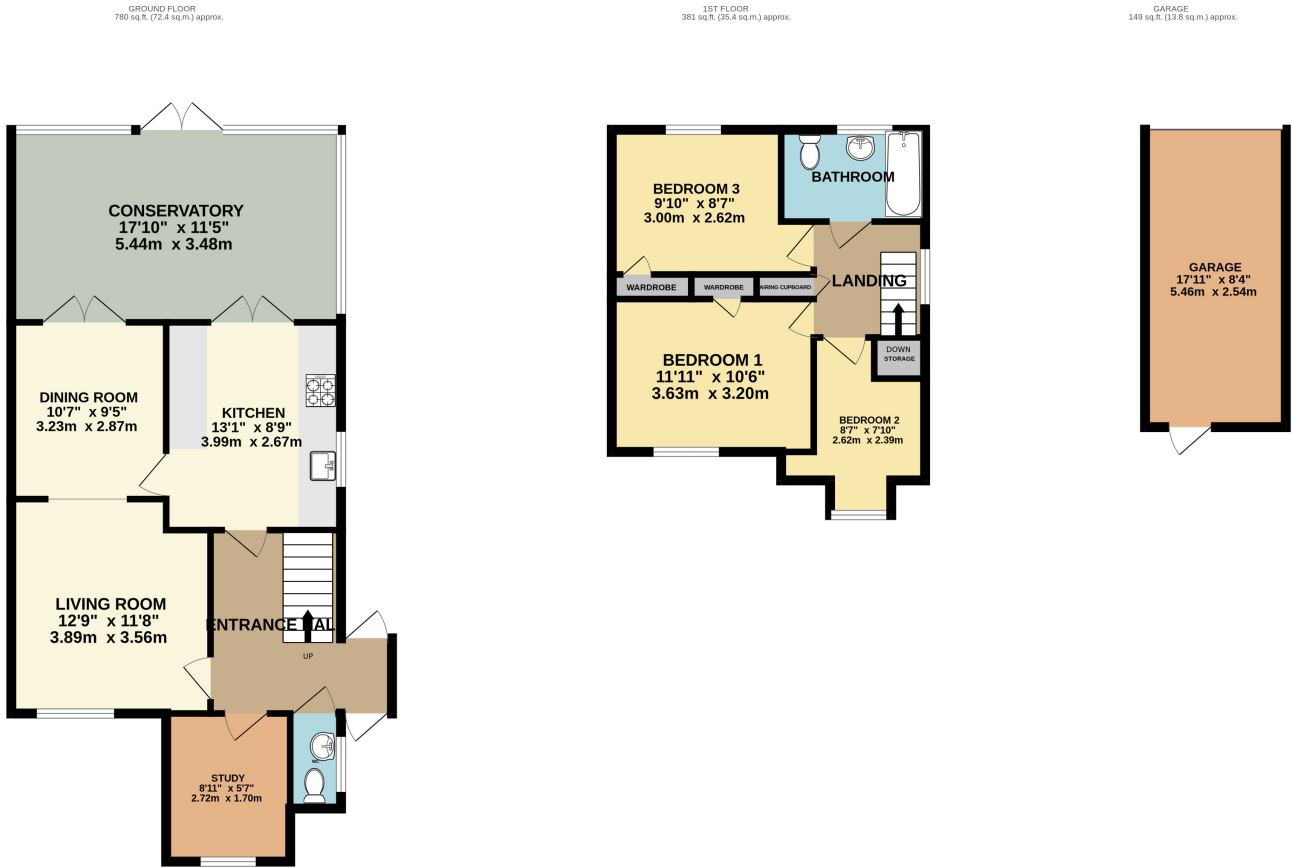 GROUND FLOOR
780 sq.ft. (72.4 sq.m.) approx.
1ST FLOOR
381 sq.ft. (35.4 sq.m.) approx.
GARAGE
149 sq.ft. (13.8 sq.m.) approx.
CONSERVATORY
17'10" x 11'5"
5.44m x 3.48m
DINING ROOM
10'7" x 9'5"
3.23m x 2.87m
KITCHEN
13'1" x 8'9"
3.99m x 2.67m
LIVING ROOM
12'9" x 11'8"
3.89m x 3.56m
ENTRANCE HAL
UP
WC
STUDY
8'11" x 5'7"
2.72m x 1.70m
BEDROOM 3
9'10" x 8'7"
3.00m x 2.62m
BATHROOM
WARDROBE
WARDROBE
AIRING CUPBOARD
LANDING
BEDROOM 1
11'11" x 10'6"
3.63m x 3.20m
DOWN
STORAGE
BEDROOM 2
8'7" x 7'10"
2.62m x 2.39m
GARAGE
17'11" x 8'4"
5.46m x 2.54m